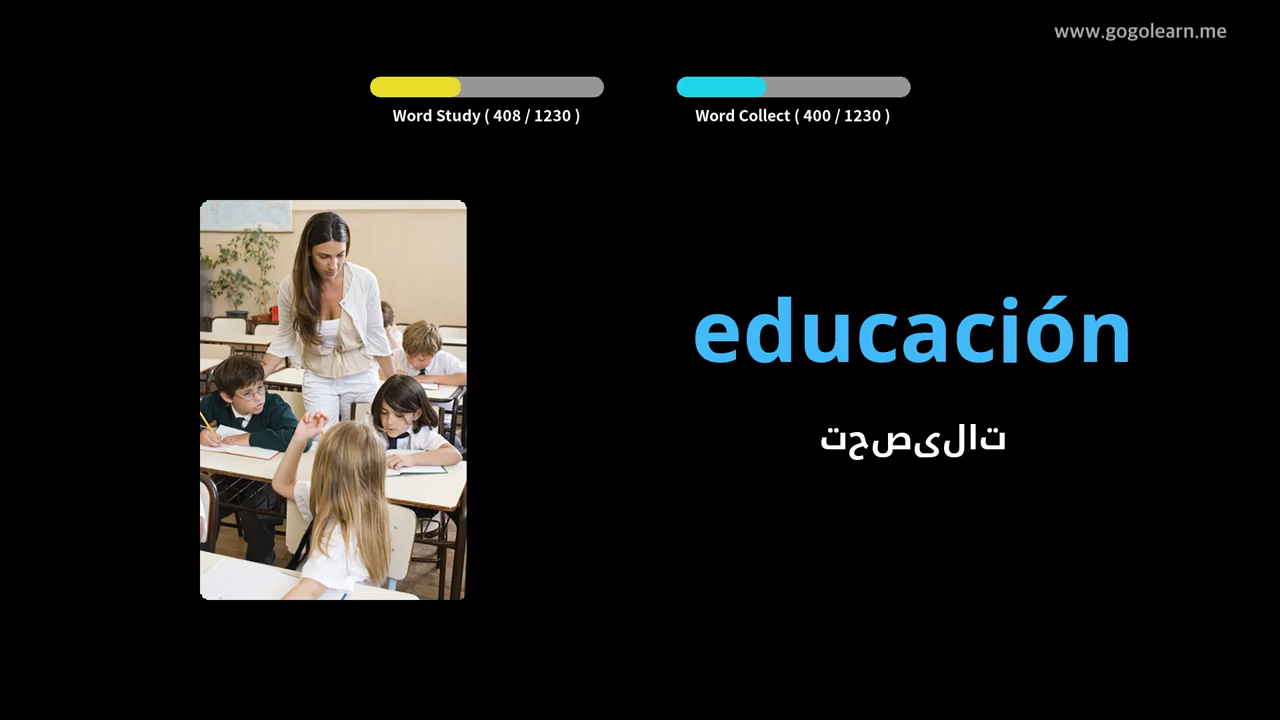 www.gogolearn.me
Word Study ( 408 / 1230 )
Word Collect ( 400 / 1230 )
educación
تحصیلات